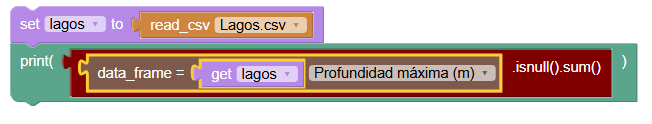 set lagos to read_csv Lagos.csv
print( data_frame = get lagos Profundidad máxima (m) .isnull().sum() )